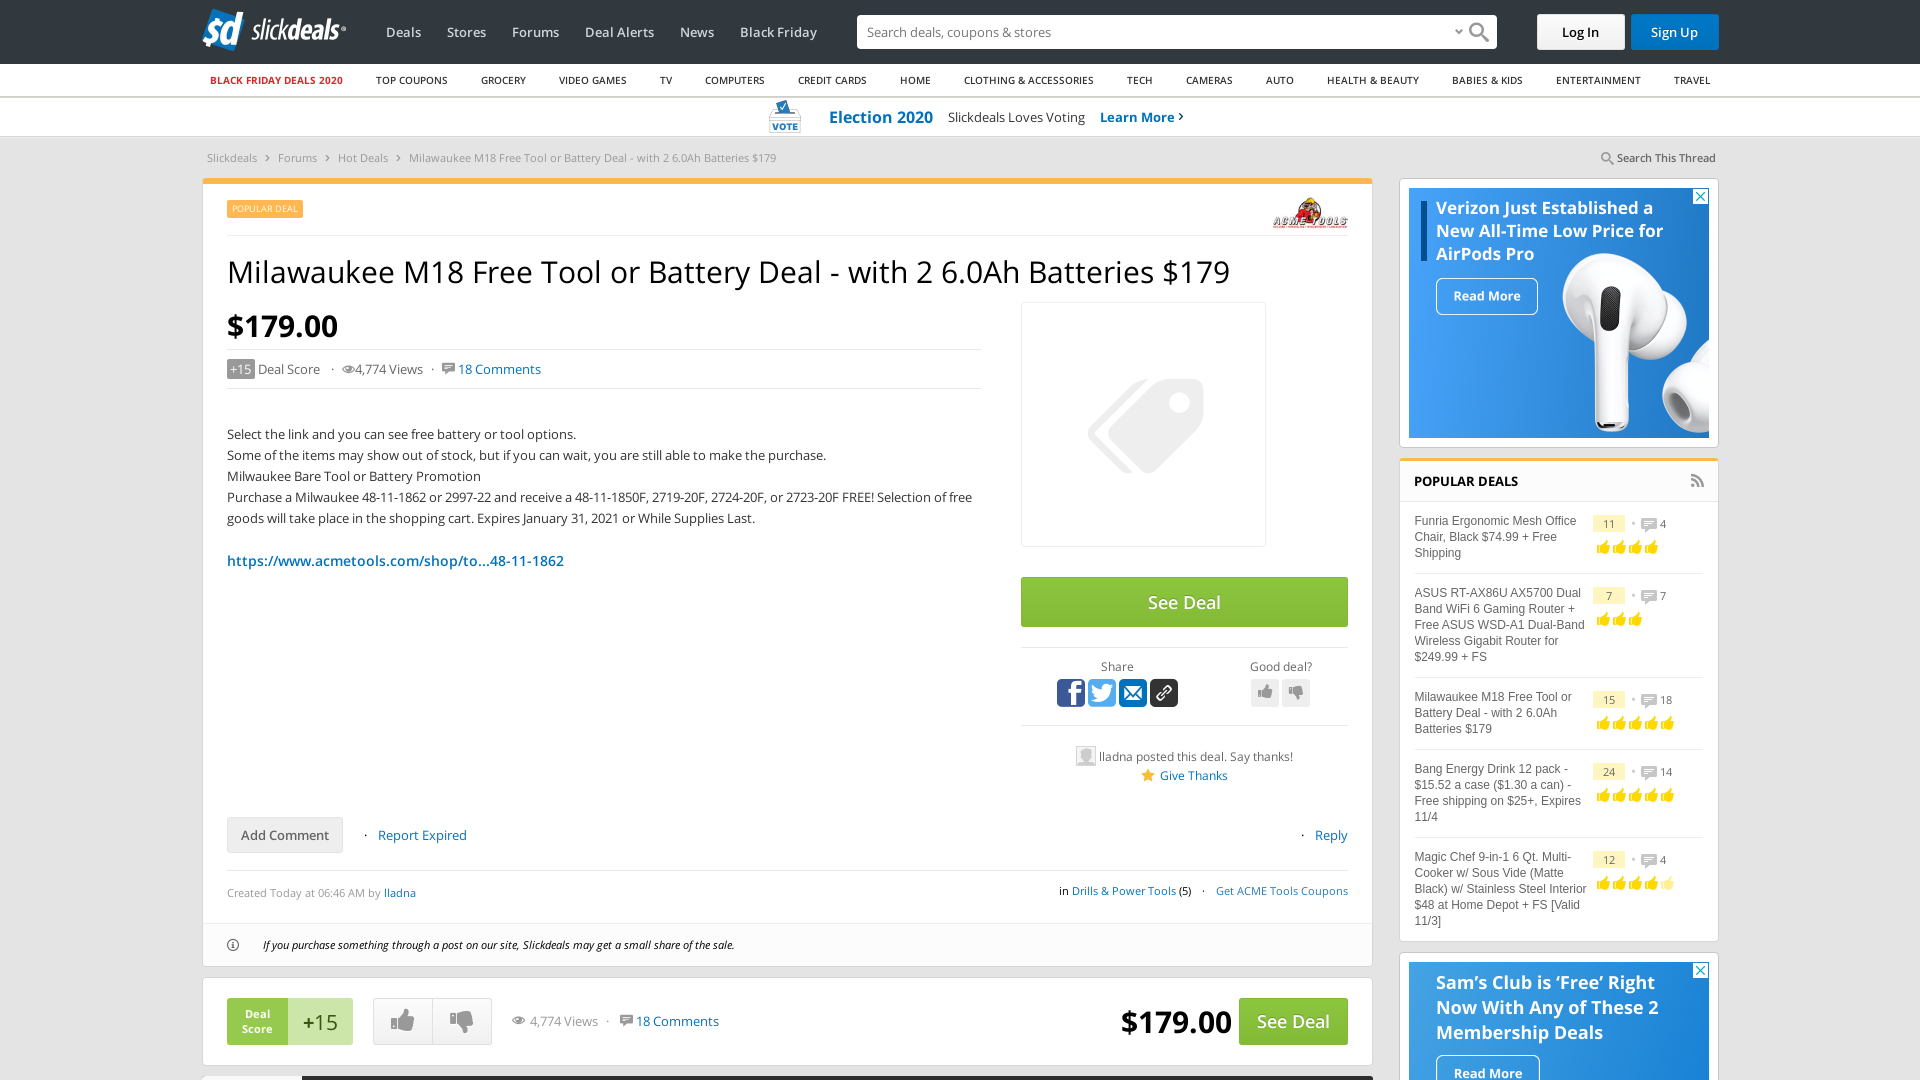 sd slickdeals
Deals
Stores
Forums
Deal Alerts
News
Black Friday
Search deals, coupons & stores
Log In
Sign Up
BLACK FRIDAY DEALS 2020
TOP COUPONS
GROCERY
VIDEO GAMES
TV
COMPUTERS
CREDIT CARDS
HOME
CLOTHING & ACCESSORIES
TECH
CAMERAS
AUTO
HEALTH & BEAUTY
BABIES & KIDS
ENTERTAINMENT
TRAVEL
VOTE
Election 2020 Slickdeals Loves Voting Learn More
Slickdeals > Forums > Hot Deals > Milawaukee M18 Free Tool or Battery Deal - with 2 6.0Ah Batteries $179
Search This Thread
POPULAR DEAL
ACME TOOLS
Milawaukee M18 Free Tool or Battery Deal - with 2 6.0Ah Batteries $179
$179.00
+15 Deal Score · 4,774 Views · 18 Comments
Select the link and you can see free battery or tool options.
Some of the items may show out of stock, but if you can wait, you are still able to make the purchase.
Milwaukee Bare Tool or Battery Promotion
Purchase a Milwaukee 48-11-1862 or 2997-22 and receive a 48-11-1850F, 2719-20F, 2724-20F, or 2723-20F FREE! Selection of free
goods will take place in the shopping cart. Expires January 31, 2021 or While Supplies Last.
https://www.acmetools.com/shop/to...48-11-1862
See Deal
Share
Good deal?
lladna posted this deal. Say thanks!
Give Thanks
Add Comment · Report Expired
· Reply
Created Today at 06:46 AM by lladna
in Drills & Power Tools (5) · Get ACME Tools Coupons
If you purchase something through a post on our site, Slickdeals may get a small share of the sale.
Deal
Score
+15
4,774 Views · 18 Comments
$179.00
See Deal
Verizon Just Established a
New All-Time Low Price for
AirPods Pro
Read More
POPULAR DEALS
Funria Ergonomic Mesh Office
Chair, Black $74.99 + Free
Shipping
11 • 4
ASUS RT-AX86U AX5700 Dual
Band WiFi 6 Gaming Router +
Free ASUS WSD-A1 Dual-Band
Wireless Gigabit Router for
$249.99 + FS
7 • 7
Milawaukee M18 Free Tool or
Battery Deal - with 2 6.0Ah
Batteries $179
15 • 18
Bang Energy Drink 12 pack -
$15.52 a case ($1.30 a can) -
Free shipping on $25+, Expires
11/4
24 • 14
Magic Chef 9-in-1 6 Qt. Multi-
Cooker w/ Sous Vide (Matte
Black) w/ Stainless Steel Interior
$48 at Home Depot + FS [Valid
11/3]
12 • 4
Sam's Club is 'Free' Right
Now With Any of These 2
Membership Deals
Read More